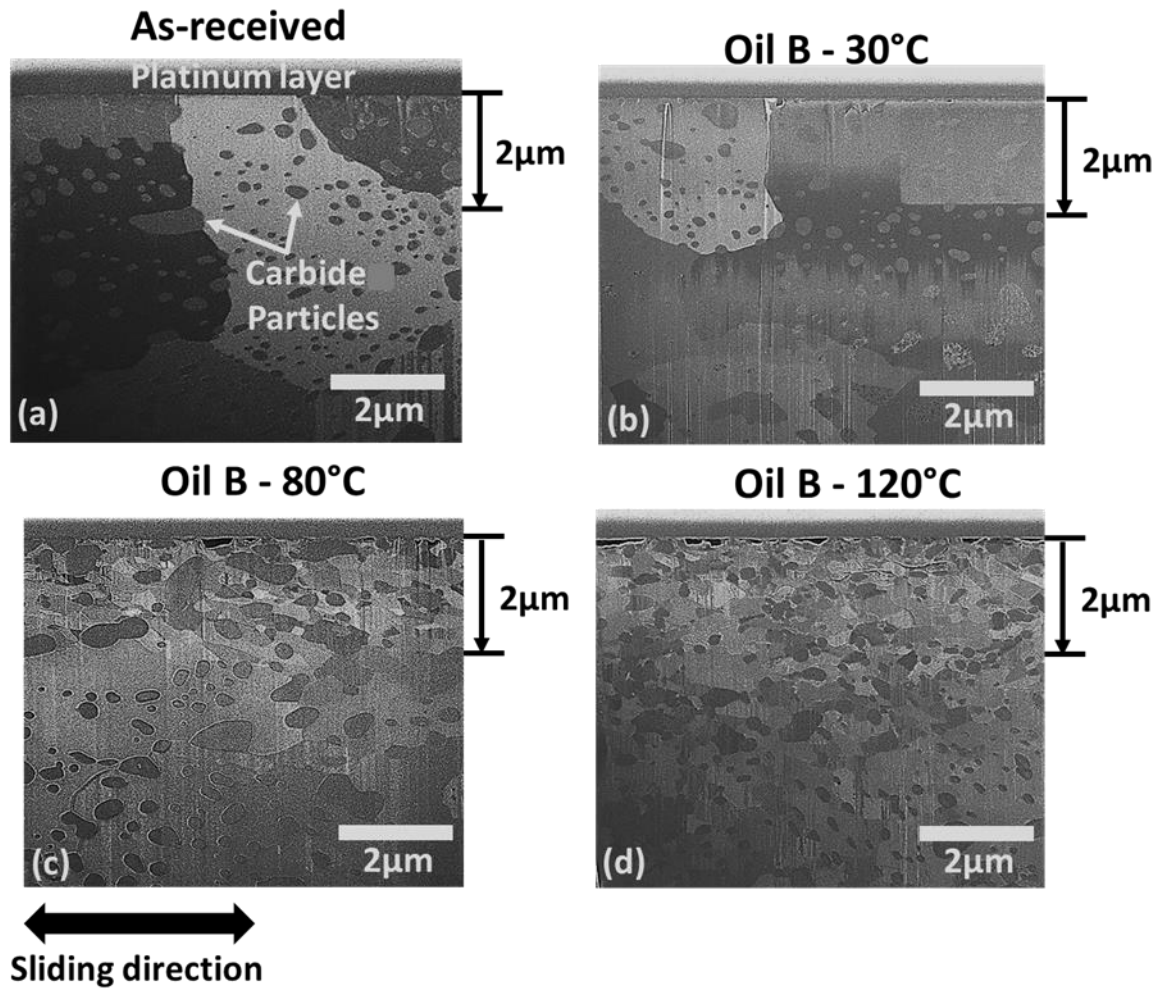 As-received
Platinum layer
2µm
Carbide
Particles
2µm
(a)
Oil B - 30°C
2µm
2µm
(b)
Oil B - 80°C
2µm
2µm
(c)
Oil B - 120°C
2µm
2µm
(d)
Sliding direction